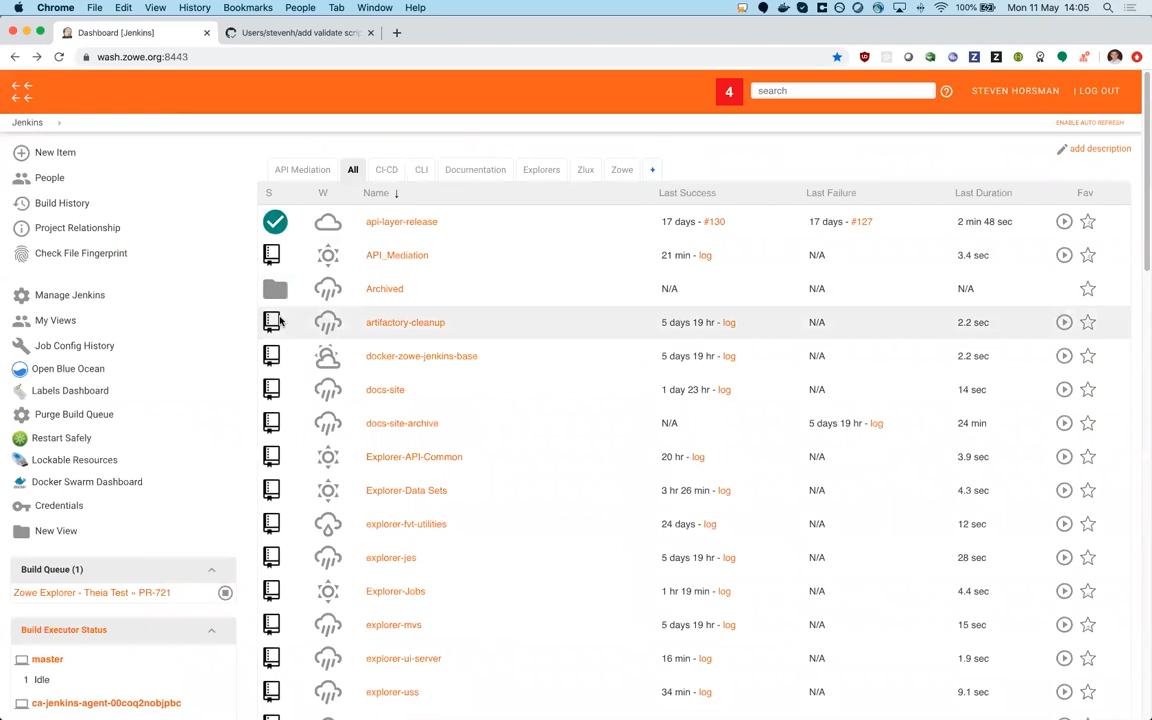 Chrome File Edit View History Bookmarks People Tab Window Help 100% Mon 11 May 14:05
Dashboard [Jenkins] Users/stevenh/add validate scrip
wash.zowe.org:8443
4 search STEVEN HORSMAN | LOG OUT
Jenkins ENABLE AUTO REFRESH
add description
New Item
People
Build History
Project Relationship
Check File Fingerprint
Manage Jenkins
My Views
Job Config History
Open Blue Ocean
Labels Dashboard
Purge Build Queue
Restart Safely
Lockable Resources
Docker Swarm Dashboard
Credentials
New View
Build Queue (1)
Zowe Explorer - Theia Test » PR-721
Build Executor Status
master
1 Idle
ca-jenkins-agent-00coq2nobjpbc
API Mediation All CI-CD CLI Documentation Explorers Zlux Zowe +
S W Name ↓ Last Success Last Failure Last Duration Fav
api-layer-release 17 days - #130 17 days - #127 2 min 48 sec
API_Mediation 21 min - log N/A 3.4 sec
Archived N/A N/A N/A
artifactory-cleanup 5 days 19 hr - log N/A 2.2 sec
docker-zowe-jenkins-base 5 days 19 hr - log N/A 2.2 sec
docs-site 1 day 23 hr - log N/A 14 sec
docs-site-archive N/A 5 days 19 hr - log 24 min
Explorer-API-Common 20 hr - log N/A 3.9 sec
Explorer-Data Sets 3 hr 26 min - log N/A 4.3 sec
explorer-fvt-utilities 24 days - log N/A 12 sec
explorer-jes 5 days 19 hr - log N/A 28 sec
Explorer-Jobs 1 hr 19 min - log N/A 4.4 sec
explorer-mvs 5 days 19 hr - log N/A 15 sec
explorer-ui-server 16 min - log N/A 1.9 sec
explorer-uss 34 min - log N/A 9.1 sec